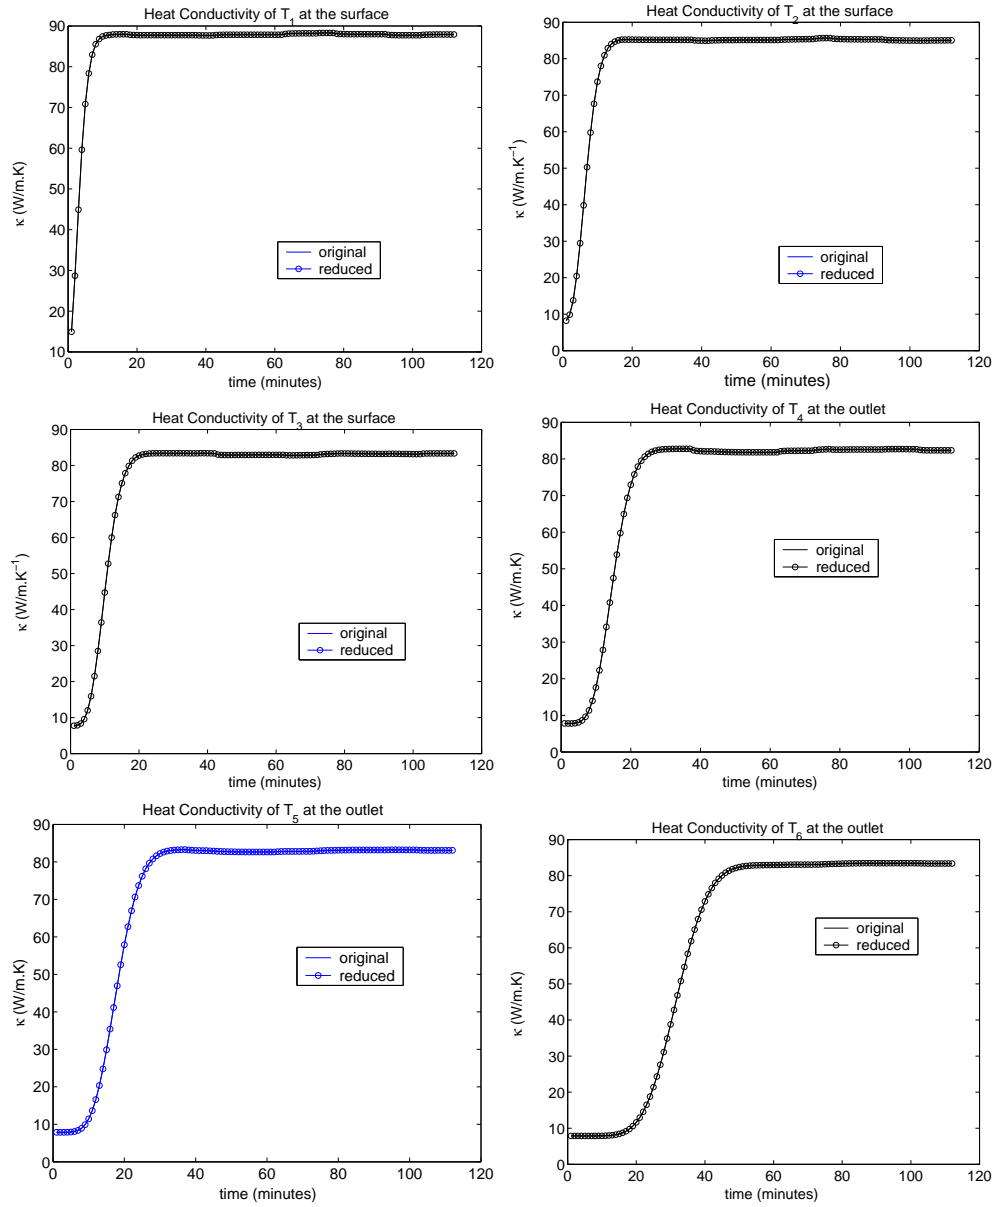 Heat Conductivity of T1 at the surface
90
80
70
60
50
40
30
20
10
κ (W/m.K)
original
reduced
0 20 40 60 80 100 120
time (minutes)
Heat Conductivity of T2 at the surface
90
80
70
60
50
40
30
20
10
0
κ (W/m.K−1)
original
reduced
0 20 40 60 80 100 120
time (minutes)
Heat Conductivity of T3 at the surface
90
80
70
60
50
40
30
20
10
0
κ (W/m.K−1)
original
reduced
0 20 40 60 80 100 120
time (minutes)
Heat Conductivity of T4 at the outlet
90
80
70
60
50
40
30
20
10
0
κ (W/m.K)
original
reduced
0 20 40 60 80 100 120
time (minutes)
Heat Conductivity of T5 at the outlet
90
80
70
60
50
40
30
20
10
0
κ (W/m.K)
original
reduced
0 20 40 60 80 100 120
time (minutes)
Heat Conductivity of T6 at the outlet
90
80
70
60
50
40
30
20
10
0
κ (W/m.K)
original
reduced
0 20 40 60 80 100 120
time (minutes)